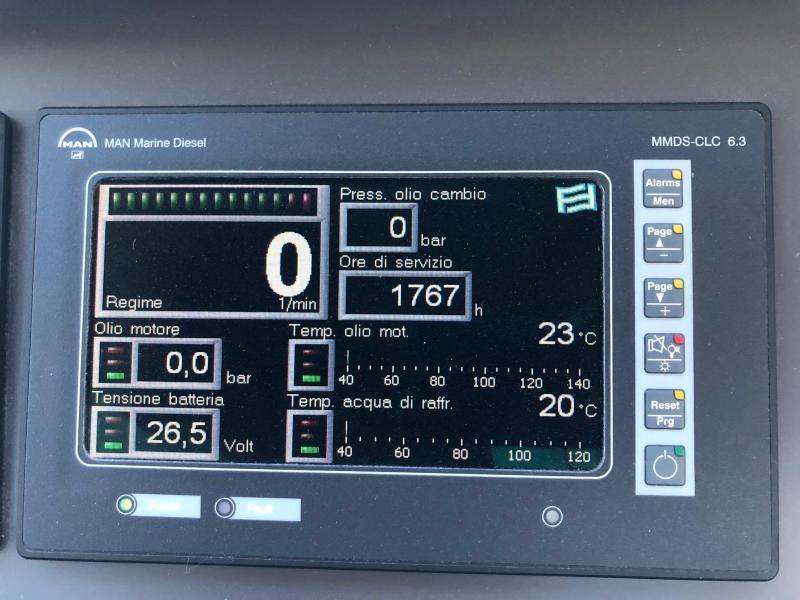 MAN
MAN Marine Diesel
MMDS-CLC 6.3
Press. olio cambio
0 bar
0
Regime 1/min
Ore di servizio
1767 h
Olio motore
0,0 bar
Temp. olio mot.
23 °C
40 60 80 100 120 140
Tensione batteria
26,5 Volt
Temp. acqua di raffr.
20 °C
40 60 80 100 120
Alarms
Men
Page
–
Page
+
Reset
Prg
Power
Fault